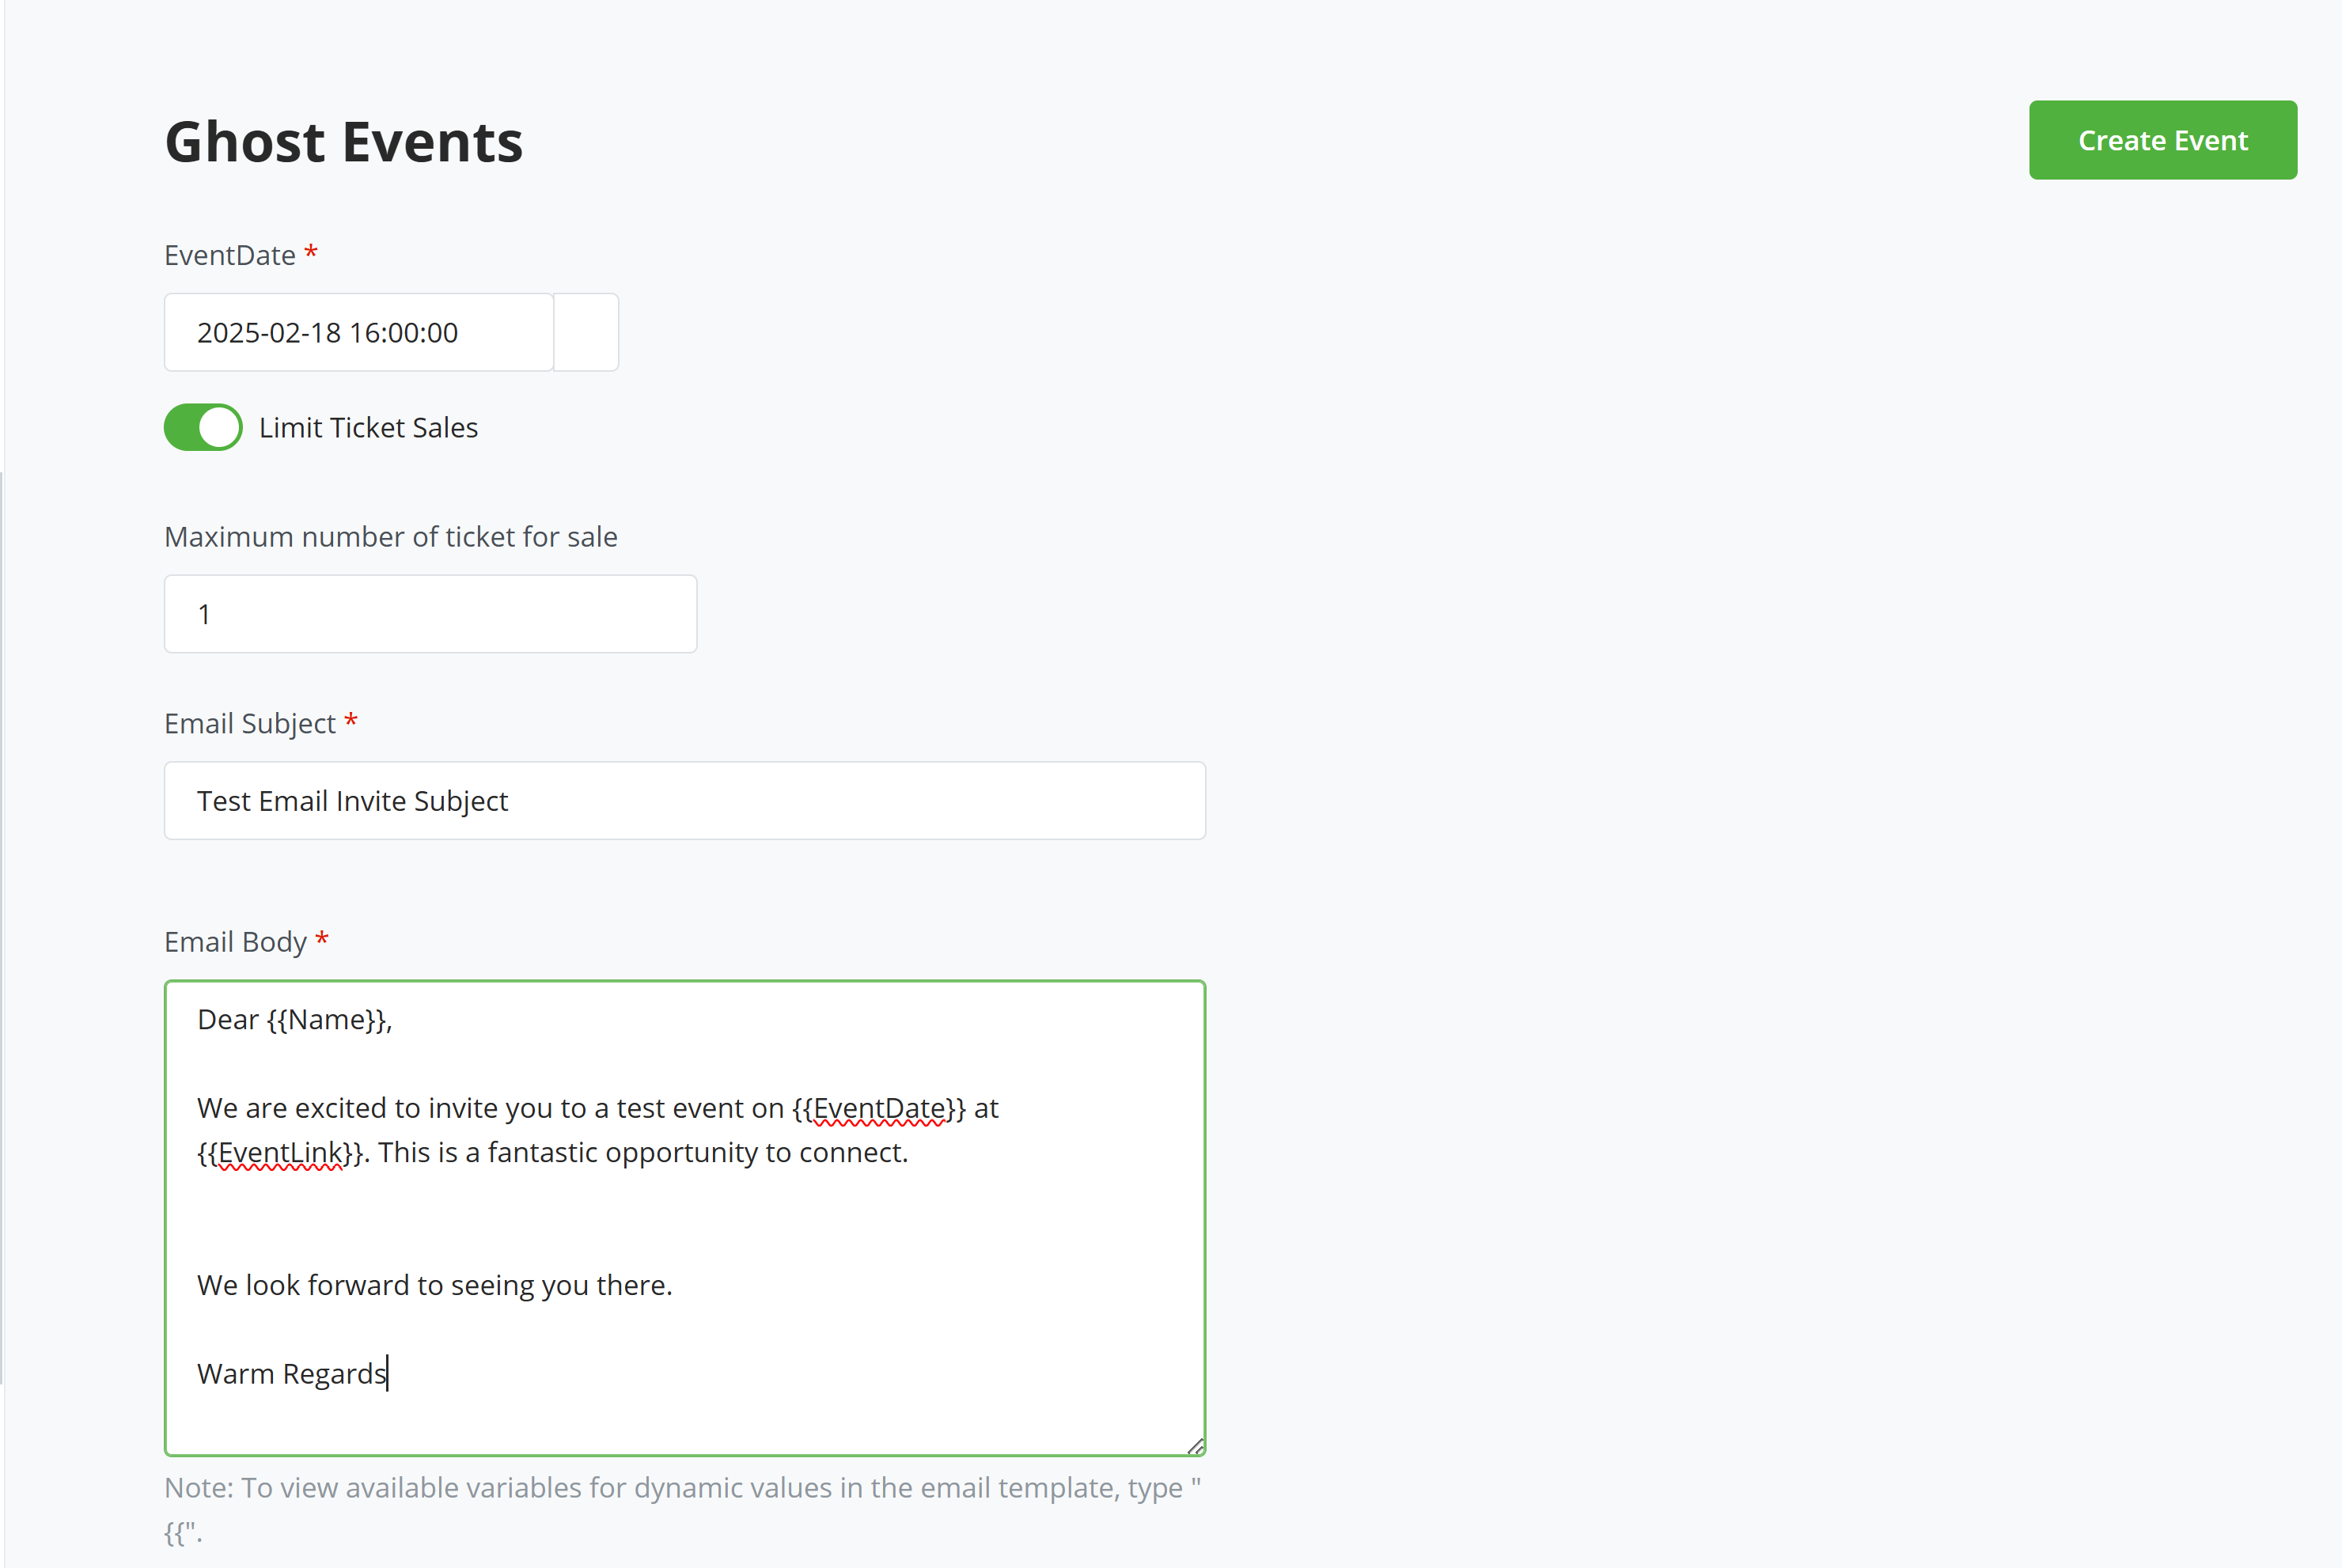 Ghost Events
Create Event
EventDate *
2025-02-18 16:00:00
Limit Ticket Sales
Maximum number of ticket for sale
1
Email Subject *
Test Email Invite Subject
Email Body *
Dear {{Name}},
We are excited to invite you to a test event on {{EventDate}} at
{{EventLink}}. This is a fantastic opportunity to connect.
We look forward to seeing you there.
Warm Regards
Note: To view available variables for dynamic values in the email template, type "
{{".